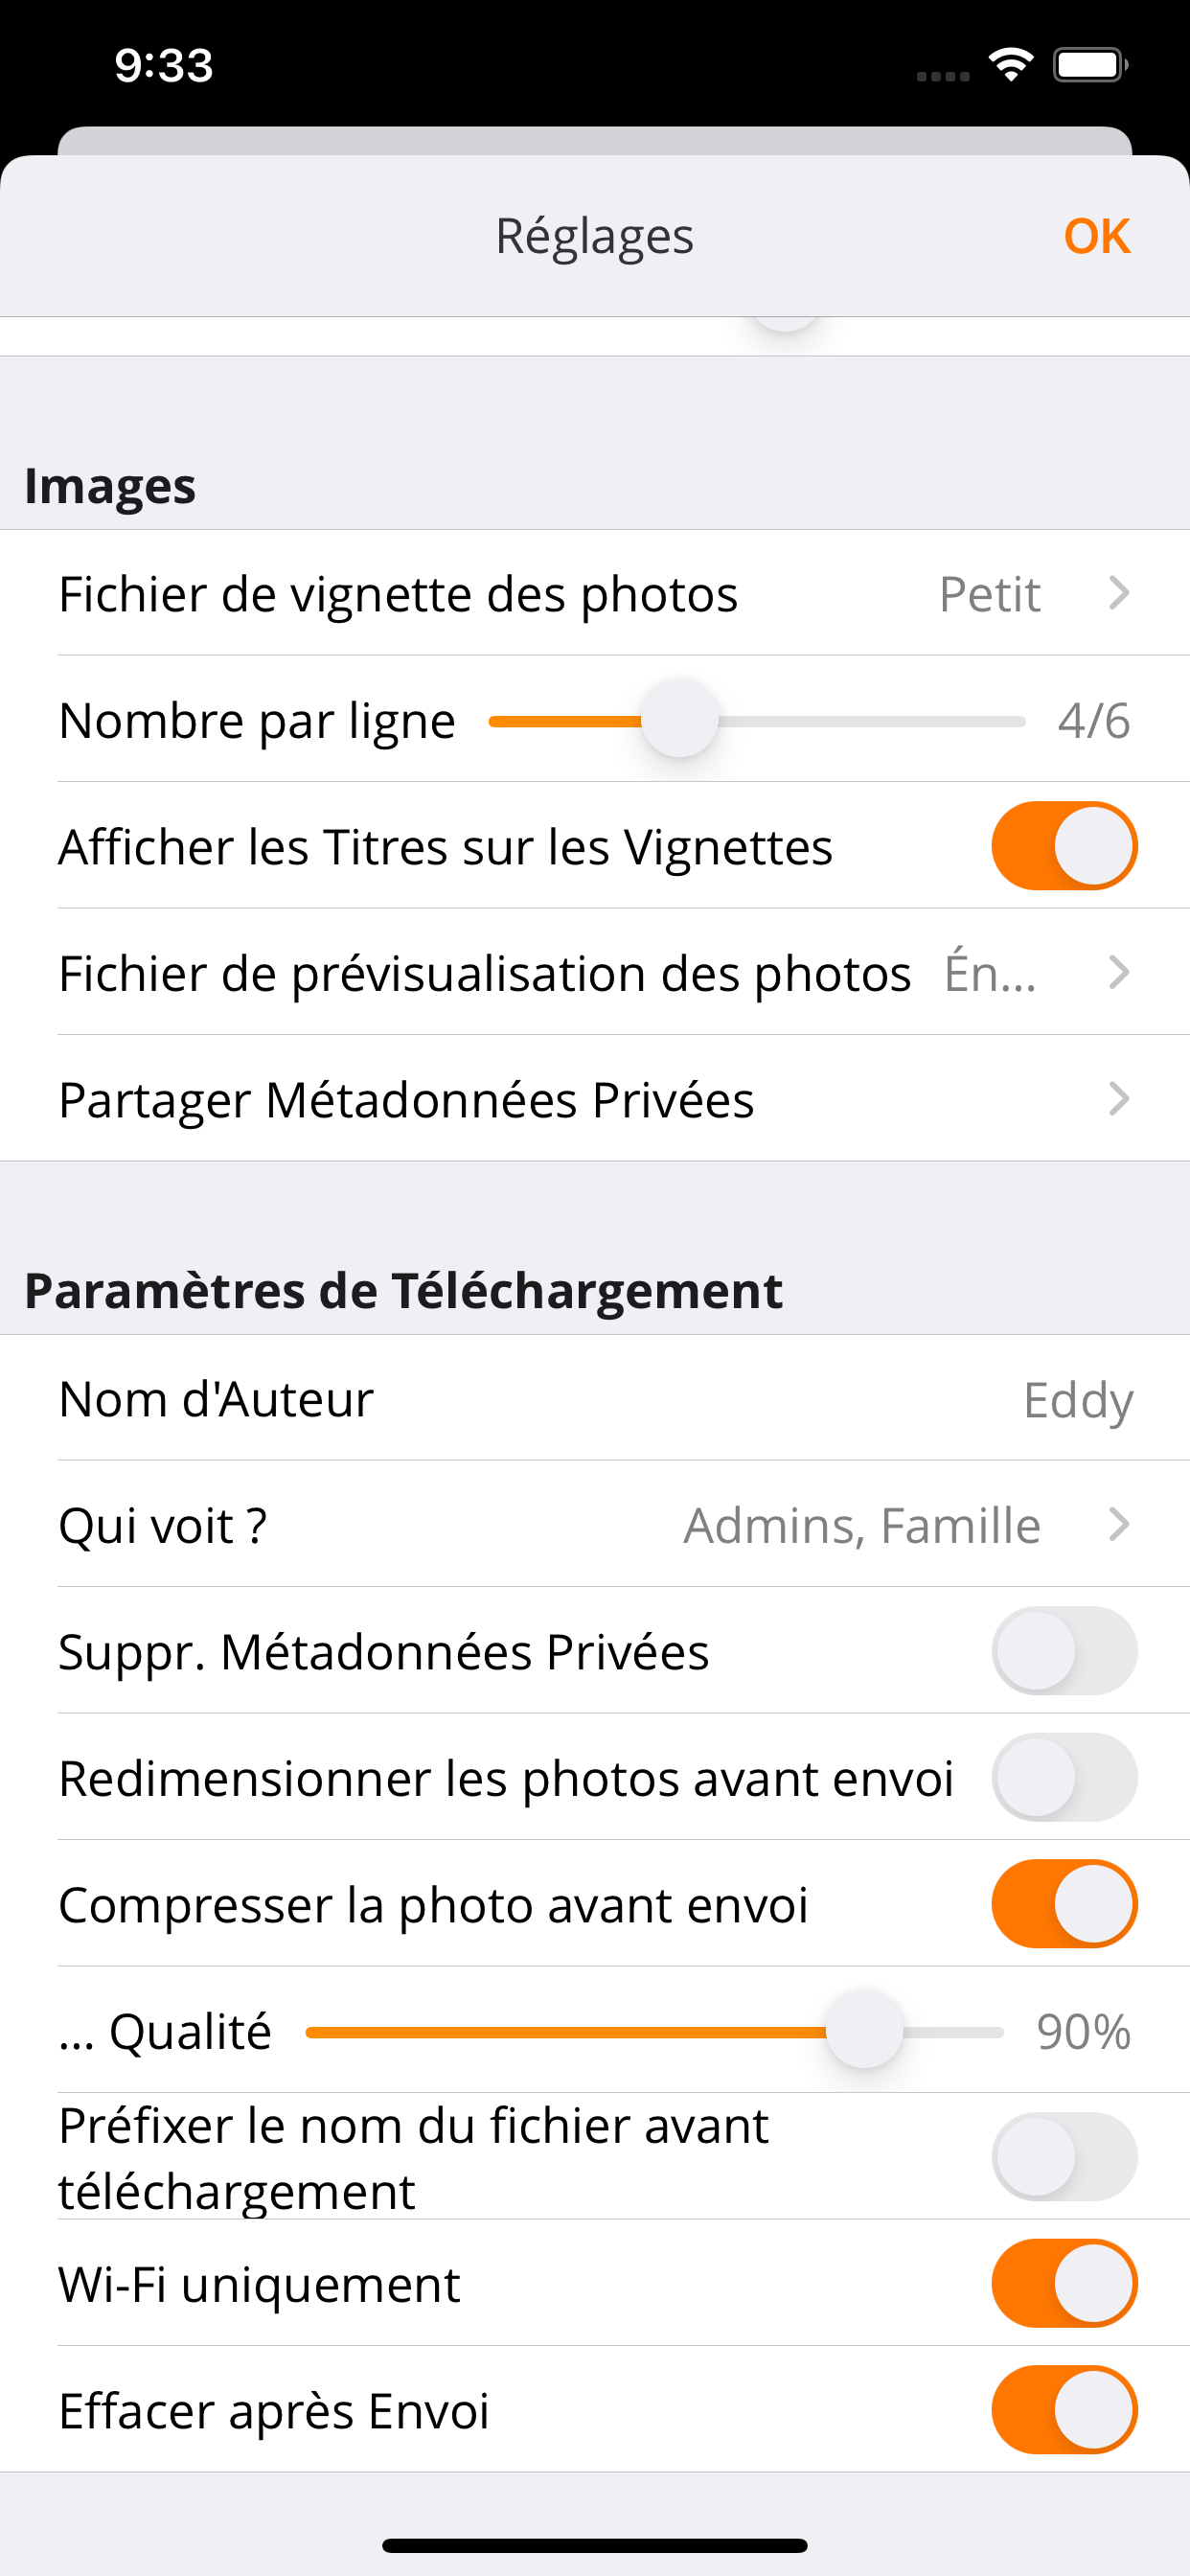 9:33
Réglages
OK
Images
Fichier de vignette des photos Petit
Nombre par ligne 4/6
Afficher les Titres sur les Vignettes
Fichier de prévisualisation des photos Én...
Partager Métadonnées Privées
Paramètres de Téléchargement
Nom d'Auteur Eddy
Qui voit ? Admins, Famille
Suppr. Métadonnées Privées
Redimensionner les photos avant envoi
Compresser la photo avant envoi
... Qualité 90%
Préfixer le nom du fichier avant
téléchargement
Wi-Fi uniquement
Effacer après Envoi